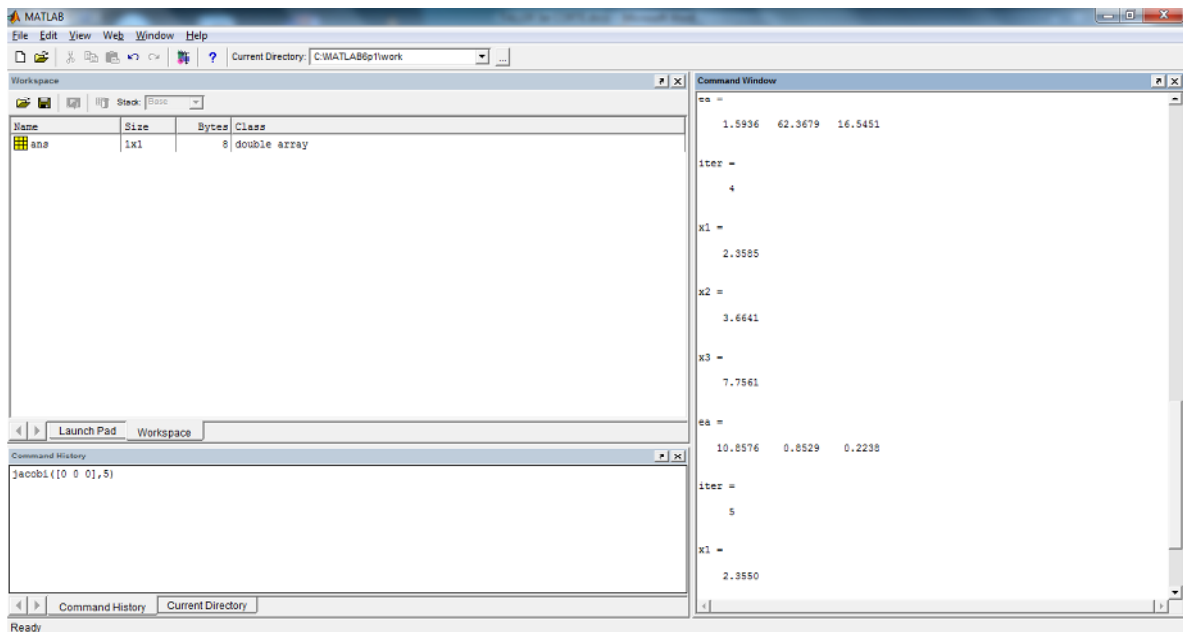 MATLAB
File Edit View Web Window Help
? Current Directory: C:\MATLAB6p1\work ...
Workspace
Stack: Base
Name Size Bytes Class
ans 1x1 8 double array
Launch Pad Workspace
Command History
jacobi([0 0 0],5)
Command History Current Directory
Ready
Command Window
ea =
1.5936 62.3679 16.5451
iter =
4
x1 =
2.3585
x2 =
3.6641
x3 =
7.7561
ea =
10.8576 0.8529 0.2238
iter =
5
x1 =
2.3550